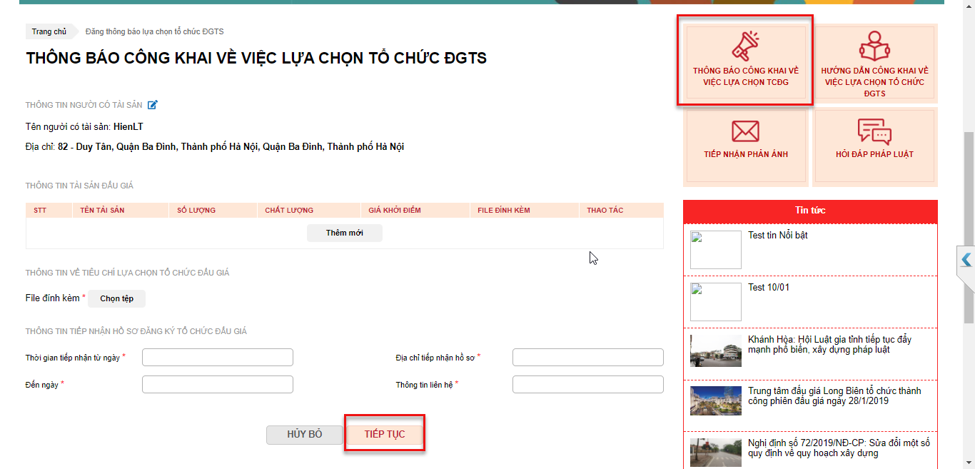 Trang chủ
Đăng thông báo lựa chọn tổ chức ĐGTS
THÔNG BÁO CÔNG KHAI VỀ VIỆC LỰA CHỌN TỔ CHỨC ĐGTS
THÔNG TIN NGƯỜI CÓ TÀI SẢN
Tên người có tài sản: HienLT
Địa chỉ: 82 - Duy Tân, Quận Ba Đình, Thành phố Hà Nội, Quận Ba Đình, Thành phố Hà Nội
THÔNG TIN TÀI SẢN ĐẤU GIÁ
STT TÊN TÀI SẢN SỐ LƯỢNG CHẤT LƯỢNG GIÁ KHỞI ĐIỂM FILE ĐÍNH KÈM THAO TÁC
Thêm mới
THÔNG TIN VỀ TIÊU CHÍ LỰA CHỌN TỔ CHỨC ĐẤU GIÁ
File đính kèm * Chọn tệp
THÔNG TIN TIẾP NHẬN HỒ SƠ ĐĂNG KÝ TỔ CHỨC ĐẤU GIÁ
Thời gian tiếp nhận từ ngày *
Địa chỉ tiếp nhận hồ sơ *
Đến ngày *
Thông tin liên hệ *
HỦY BỎ
TIẾP TỤC
THÔNG BÁO CÔNG KHAI VỀ
VIỆC LỰA CHỌN TCĐG
HƯỚNG DẪN CÔNG KHAI VỀ
VIỆC LỰA CHỌN TỔ CHỨC
ĐGTS
TIẾP NHẬN PHẢN ÁNH
HỎI ĐÁP PHÁP LUẬT
Tin tức
Test tin Nổi bật
Test 10/01
Khánh Hòa: Hội Luật gia tỉnh tiếp tục đẩy
mạnh phổ biến, xây dựng pháp luật
Trung tâm đấu giá Long Biên tổ chức thành
công phiên đấu giá ngày 28/1/2019
Nghị định số 72/2019/NĐ-CP: Sửa đổi một số
quy định về quy hoạch xây dựng